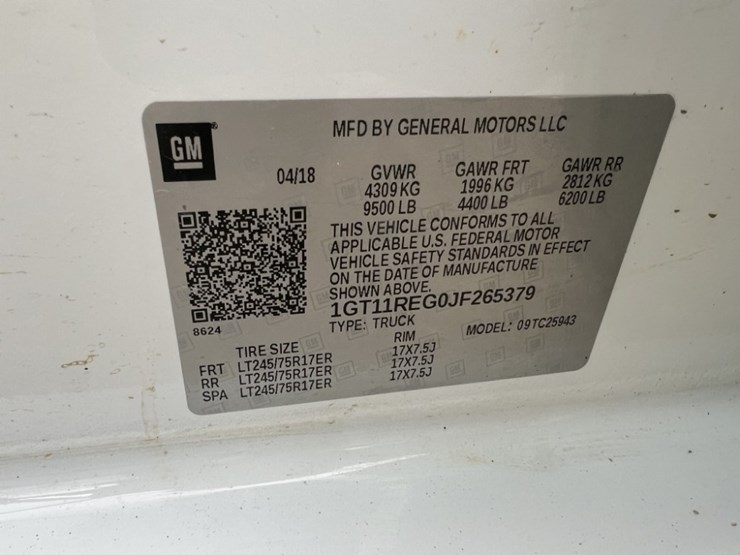 GM
MFD BY GENERAL MOTORS LLC
04/18 GVWR GAWR FRT GAWR RR
4309 KG 1996 KG 2812 KG
9500 LB 4400 LB 6200 LB
THIS VEHICLE CONFORMS TO ALL
APPLICABLE U.S. FEDERAL MOTOR
VEHICLE SAFETY STANDARDS IN EFFECT
ON THE DATE OF MANUFACTURE
SHOWN ABOVE.
1GT11REG0JF265379
8624 TYPE: TRUCK MODEL: 09TC25943
TIRE SIZE RIM
FRT LT245/75R17ER 17X7.5J
RR LT245/75R17ER 17X7.5J
SPA LT245/75R17ER 17X7.5J